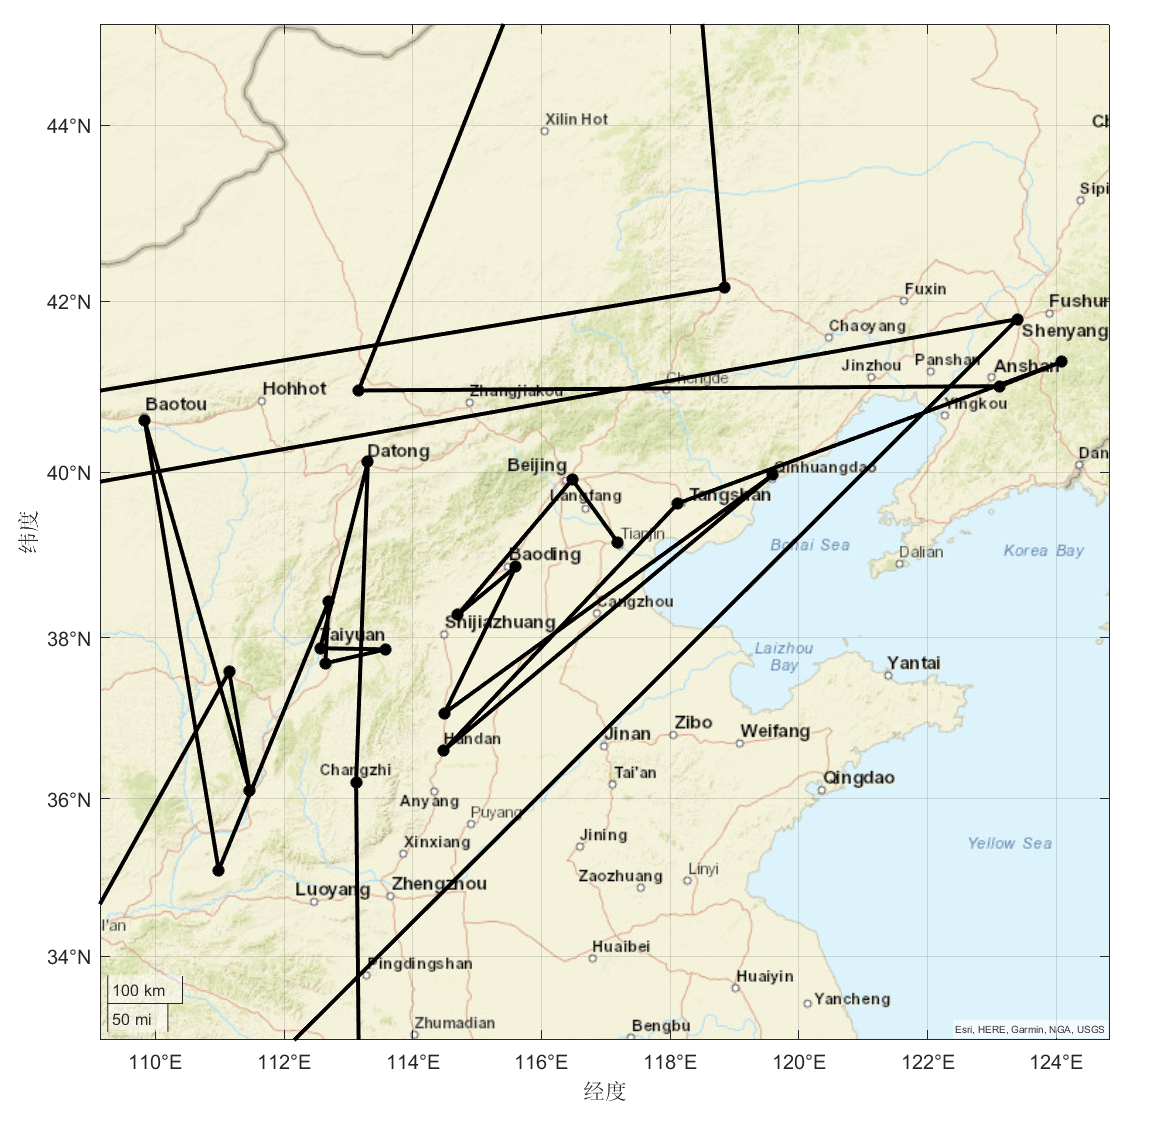 Xilin Hot
Ch
Sipi
44°N
42°N
40°N
38°N
36°N
34°N
Fuxin
Fushun
Chaoyang
Shenyang
Panshan
Jinzhou
Anshan
Chengde
Hohhot
Zhangjiakou
Baotou
Yingkou
Datong
Beijing
Qinhuangdao
Dan
Langfang
Tangshan
Tianjin
Bohai Sea
Dalian
Korea Bay
Baoding
Cangzhou
Shijiazhuang
Taiyuan
Laizhou
Bay
Yantai
Handan
Jinan
Zibo
Weifang
Changzhi
Tai'an
Qingdao
Anyang
Puyang
Xinxiang
Jining
Yellow Sea
Luoyang
Zhengzhou
Zaozhuang
Linyi
i'an
Pingdingshan
Huaibei
Huaiyin
Yancheng
Zhumadian
Bengbu
100 km
50 mi
Esri, HERE, Garmin, NGA, USGS
110°E
112°E
114°E
116°E
118°E
120°E
122°E
124°E
经度
纬度